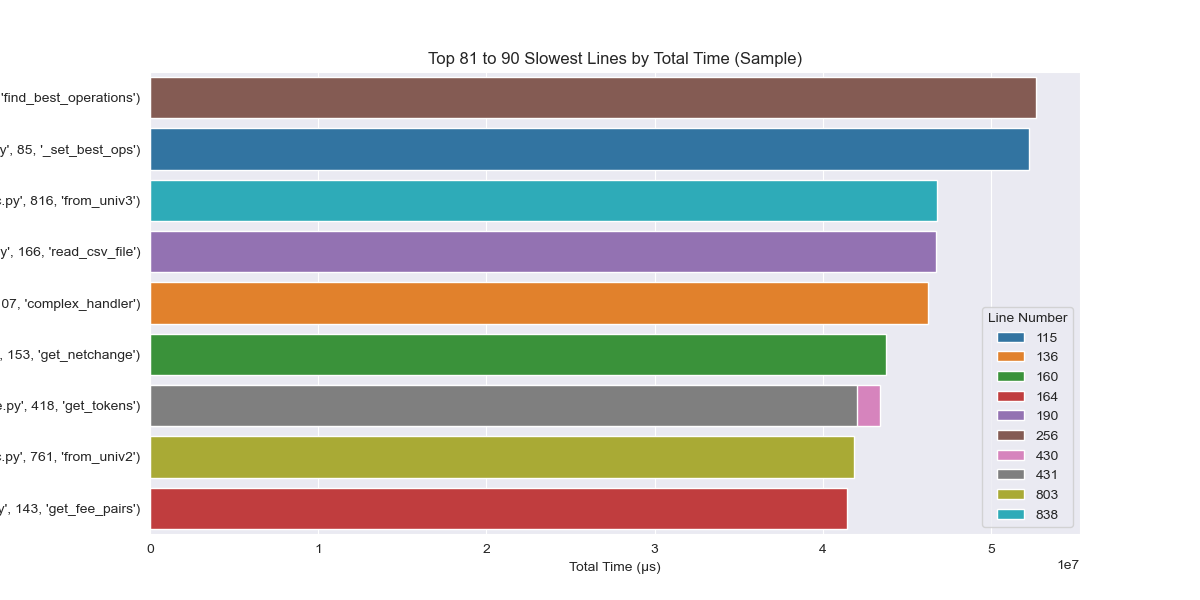 Top 81 to 90 Slowest Lines by Total Time (Sample)
'find_best_operations')
y', 85, '_set_best_ops')
.py', 816, 'from_univ3')
y', 166, 'read_csv_file')
07, 'complex_handler')
, 153, 'get_netchange')
e.py', 418, 'get_tokens')
.py', 761, 'from_univ2')
y', 143, 'get_fee_pairs')
Line Number
115
136
160
164
190
256
430
431
803
838
0 1 2 3 4 5
1e7
Total Time (µs)